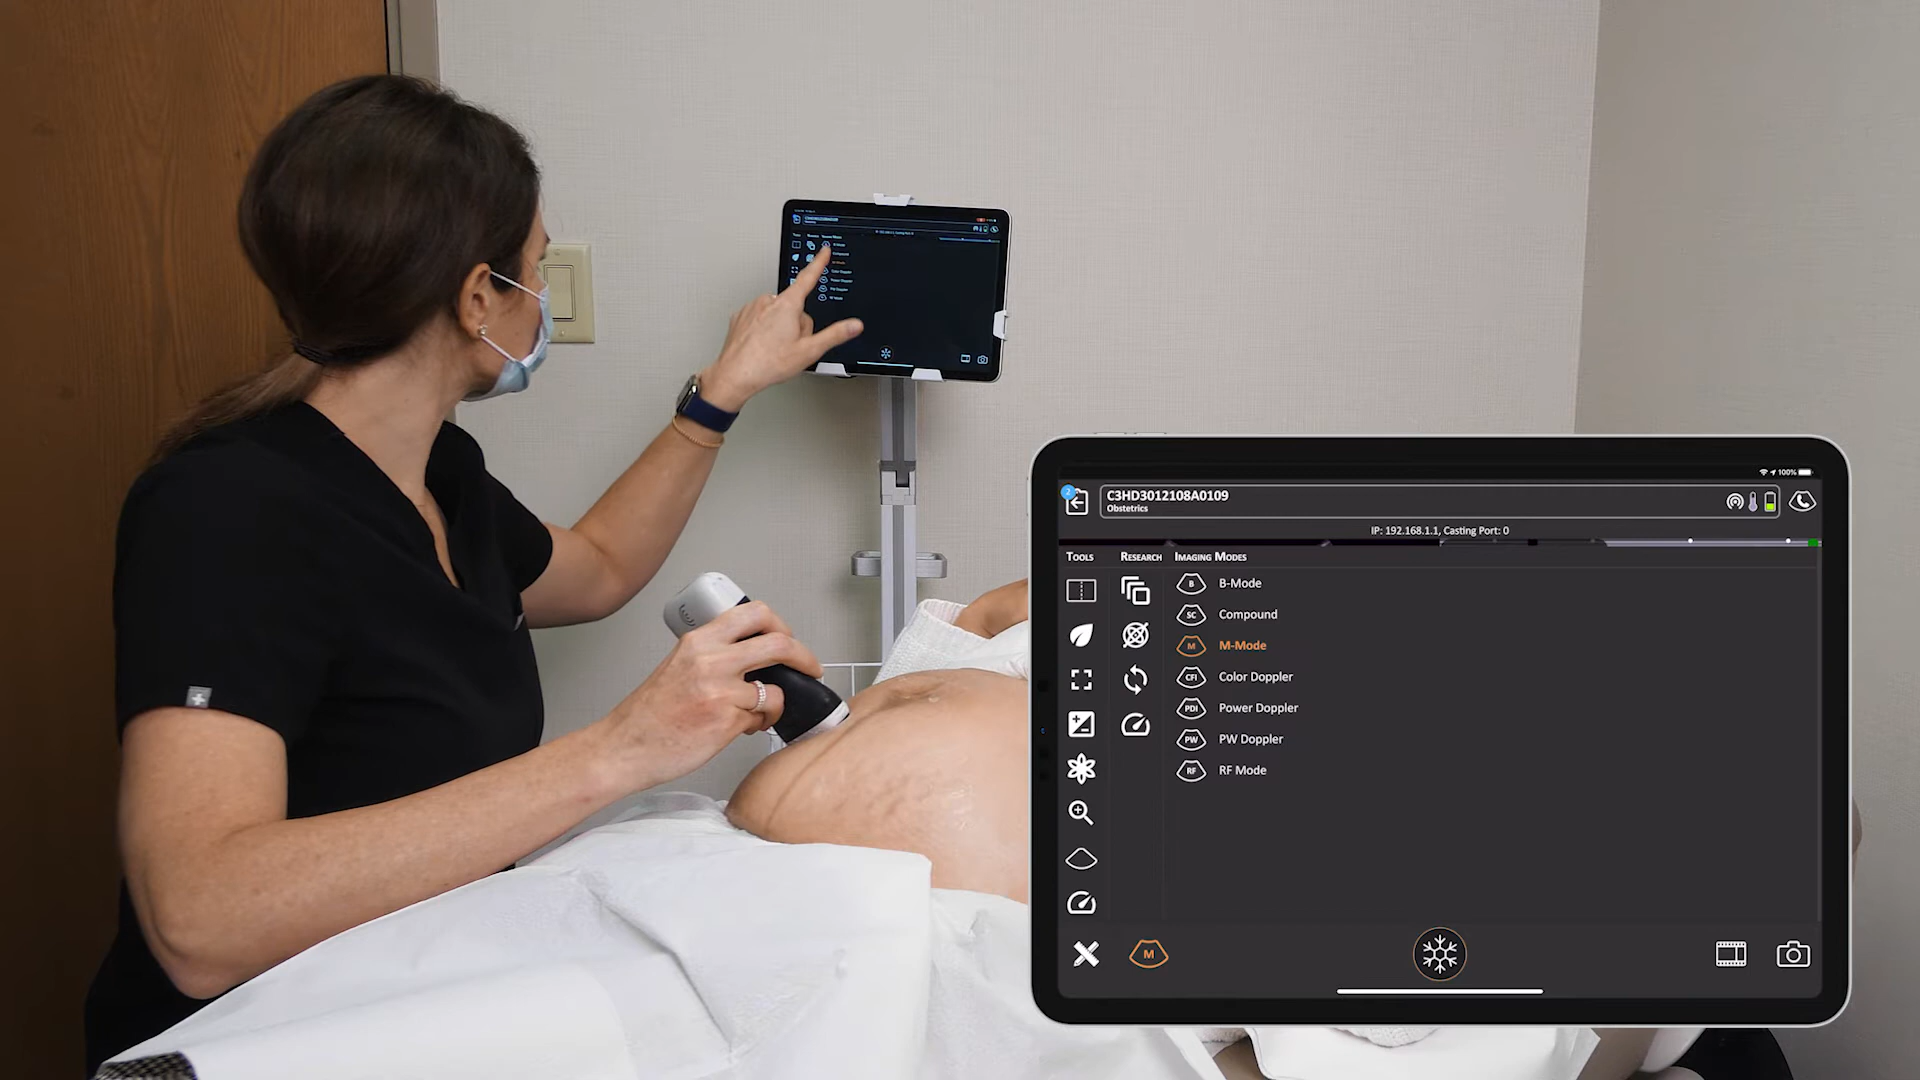 100%
2
C3HD3012108A0109
Obstetrics
IP: 192.168.1.1, Casting Port: 0
Tools
Research
Imaging Modes
B B-Mode
SC Compound
M M-Mode
CFI Color Doppler
PDI Power Doppler
PW PW Doppler
RF RF Mode
M